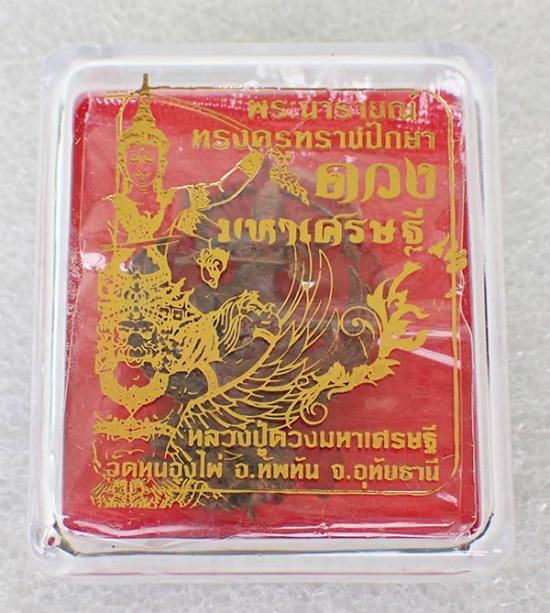 พระนารายณ์
ทรงครุฑราชปักษา
ดวง
มหาเศรษฐี
หลวงปู่ดวงมหาเศรษฐี
วัดหนองไผ่ อ.ทัพทัน จ.อุทัยธานี